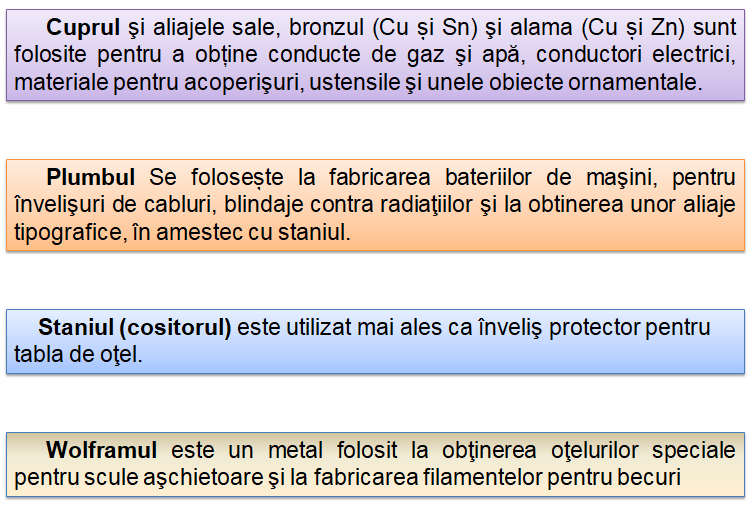 Cuprul şi aliajele sale, bronzul (Cu și Sn) şi alama (Cu și Zn) sunt
folosite pentru a obține conducte de gaz şi apă, conductori electrici,
materiale pentru acoperişuri, ustensile şi unele obiecte ornamentale.
Plumbul Se folosește la fabricarea bateriilor de maşini, pentru
învelişuri de cabluri, blindaje contra radiaţiilor şi la obtinerea unor aliaje
tipografice, în amestec cu staniul.
Staniul (cositorul) este utilizat mai ales ca înveliş protector pentru
tabla de oţel.
Wolframul este un metal folosit la obţinerea oţelurilor speciale
pentru scule aşchietoare şi la fabricarea filamentelor pentru becuri